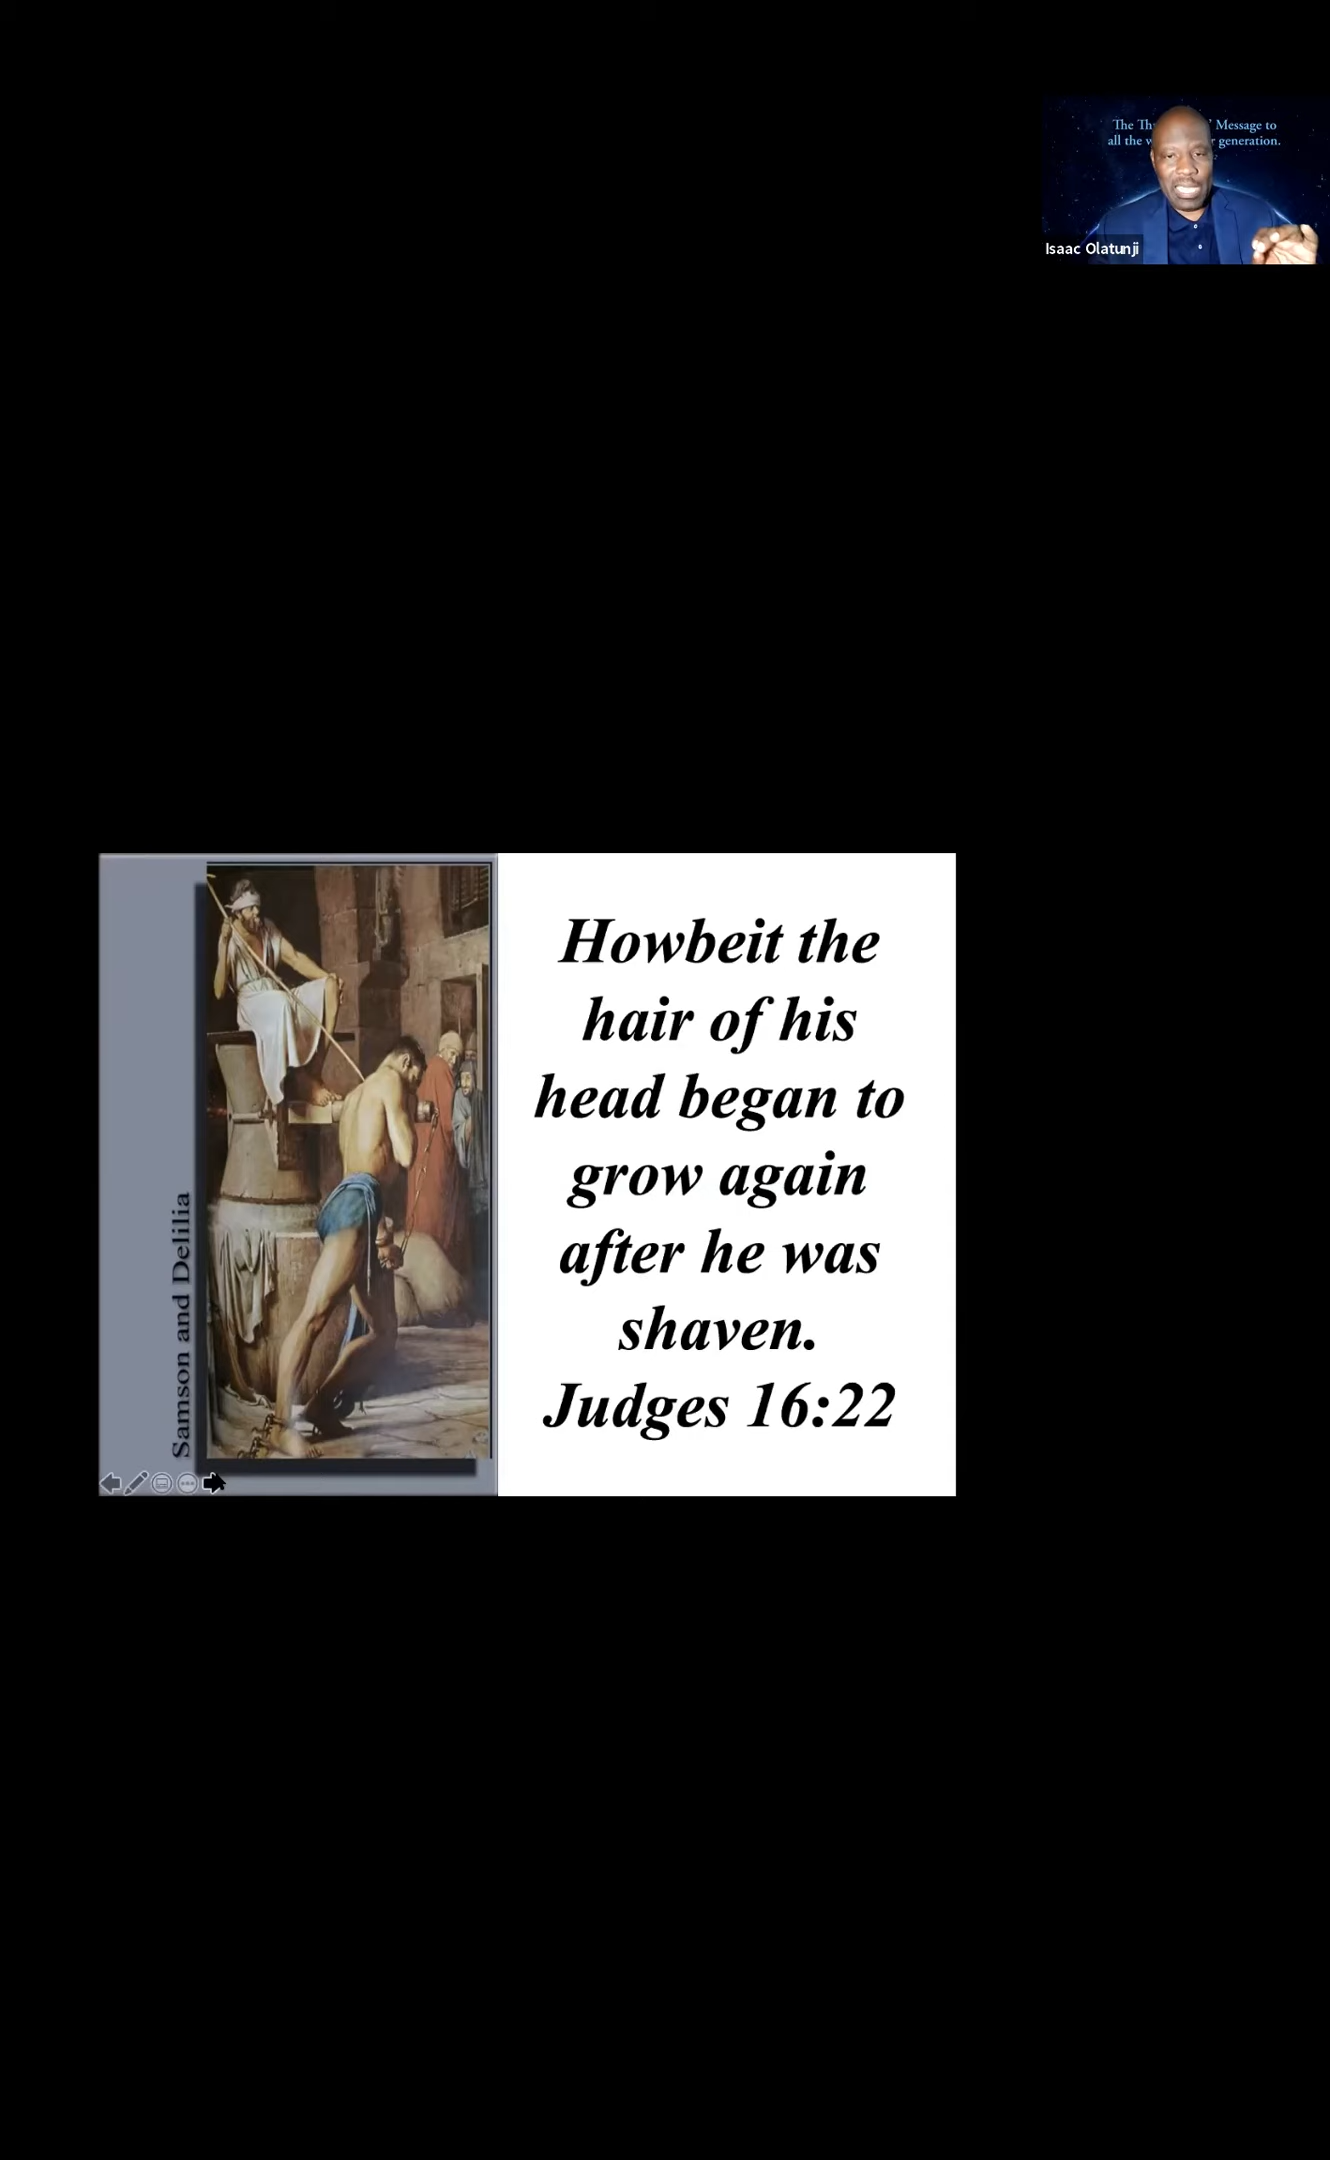 The Th Message to
all the generation.
Isaac Olatunji
Samson and Delilia
Howbeit the
hair of his
head began to
grow again
after he was
shaven.
Judges 16:22